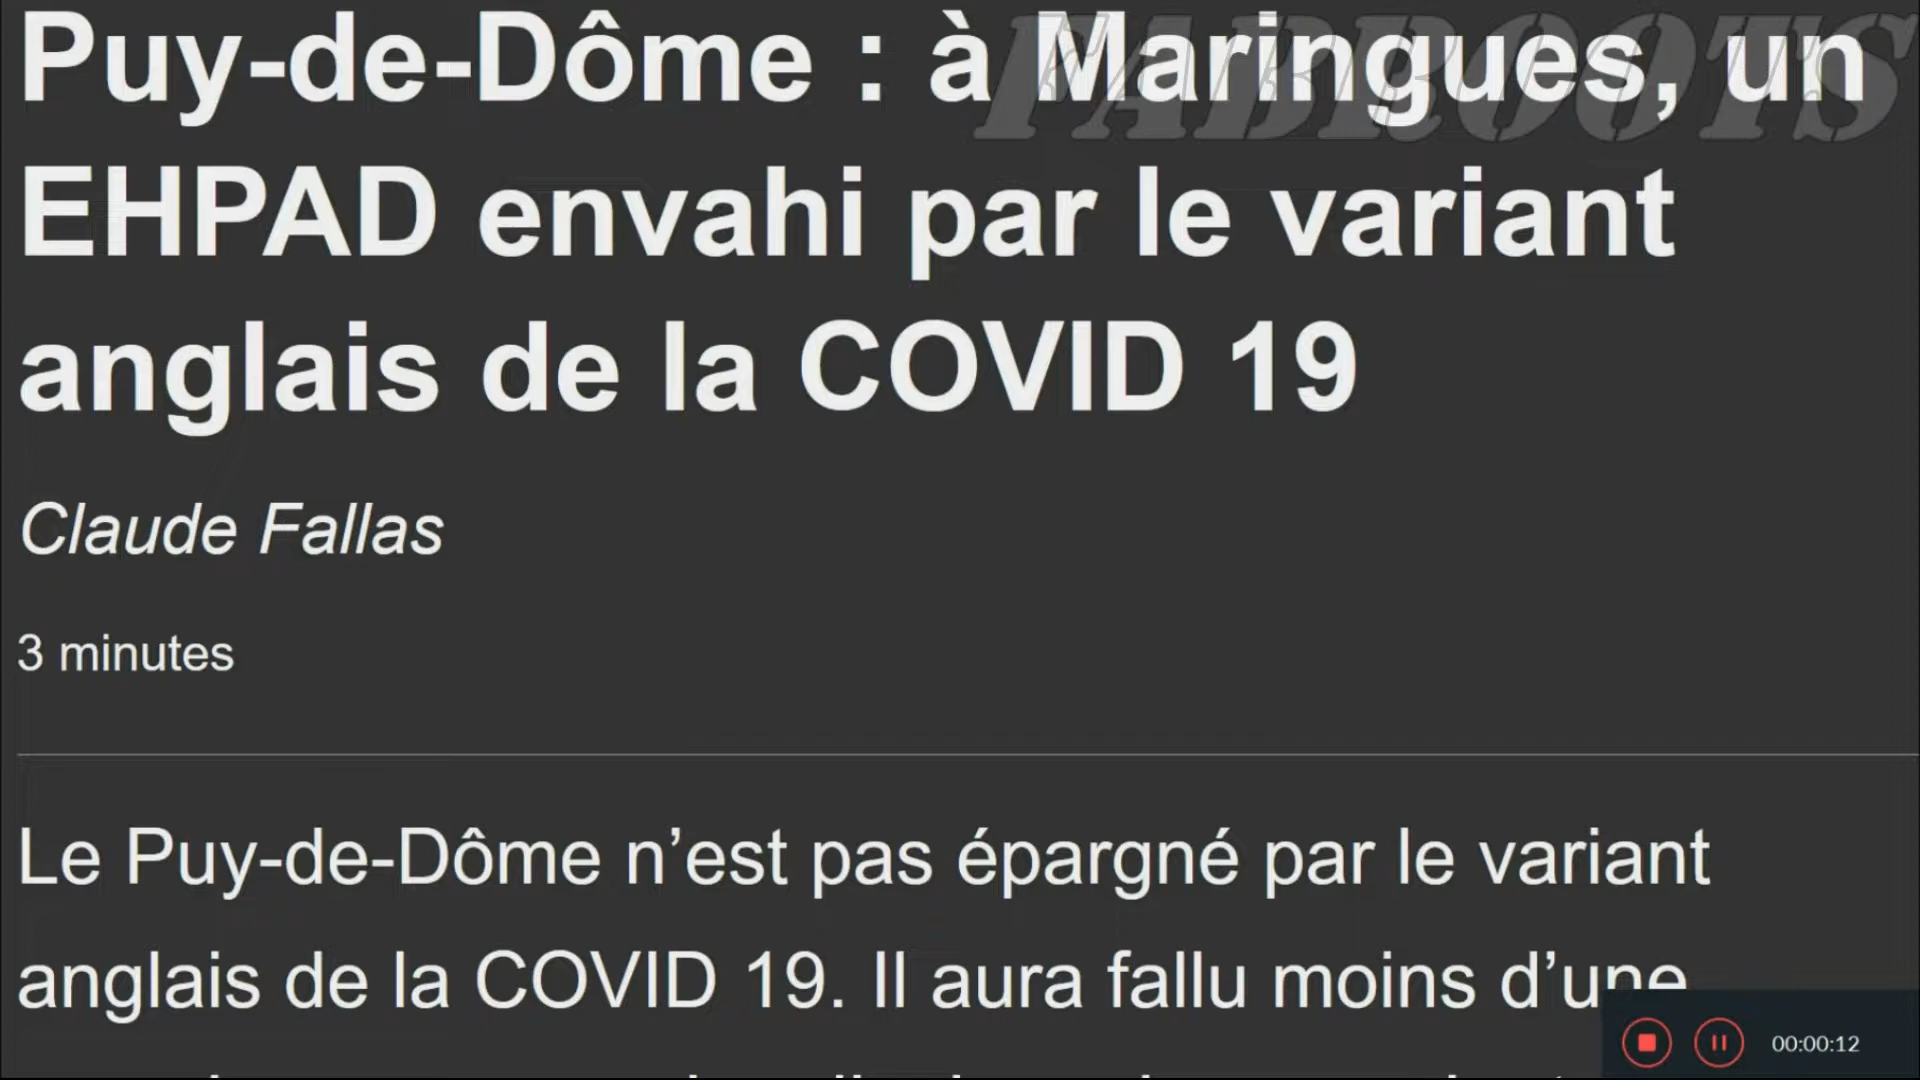 Puy-de-Dôme : à Maringues, un
FABROOTS
EHPAD envahi par le variant
anglais de la COVID 19
Claude Fallas
3 minutes
Le Puy-de-Dôme n’est pas épargné par le variant
anglais de la COVID 19. Il aura fallu moins d’une
00:00:12